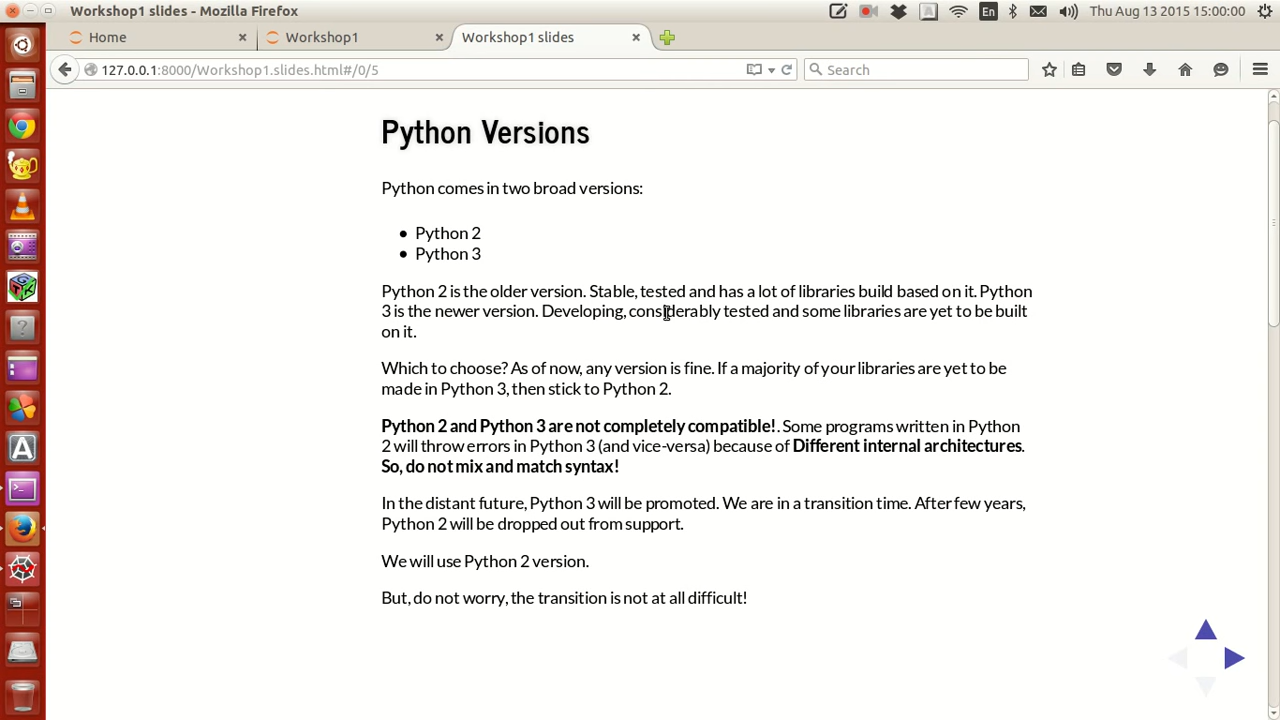 Workshop1 slides - Mozilla Firefox
En
Thu Aug 13 2015 15:00:00
Home
Workshop1
Workshop1 slides
127.0.0.1:8000/Workshop1.slides.html#/0/5
Search
Python Versions
Python comes in two broad versions:
• Python 2
• Python 3
Python 2 is the older version. Stable, tested and has a lot of libraries build based on it. Python
3 is the newer version. Developing, considerably tested and some libraries are yet to be built
on it.
Which to choose? As of now, any version is fine. If a majority of your libraries are yet to be
made in Python 3, then stick to Python 2.
Python 2 and Python 3 are not completely compatible!. Some programs written in Python
2 will throw errors in Python 3 (and vice-versa) because of Different internal architectures.
So, do not mix and match syntax!
In the distant future, Python 3 will be promoted. We are in a transition time. After few years,
Python 2 will be dropped out from support.
We will use Python 2 version.
But, do not worry, the transition is not at all difficult!